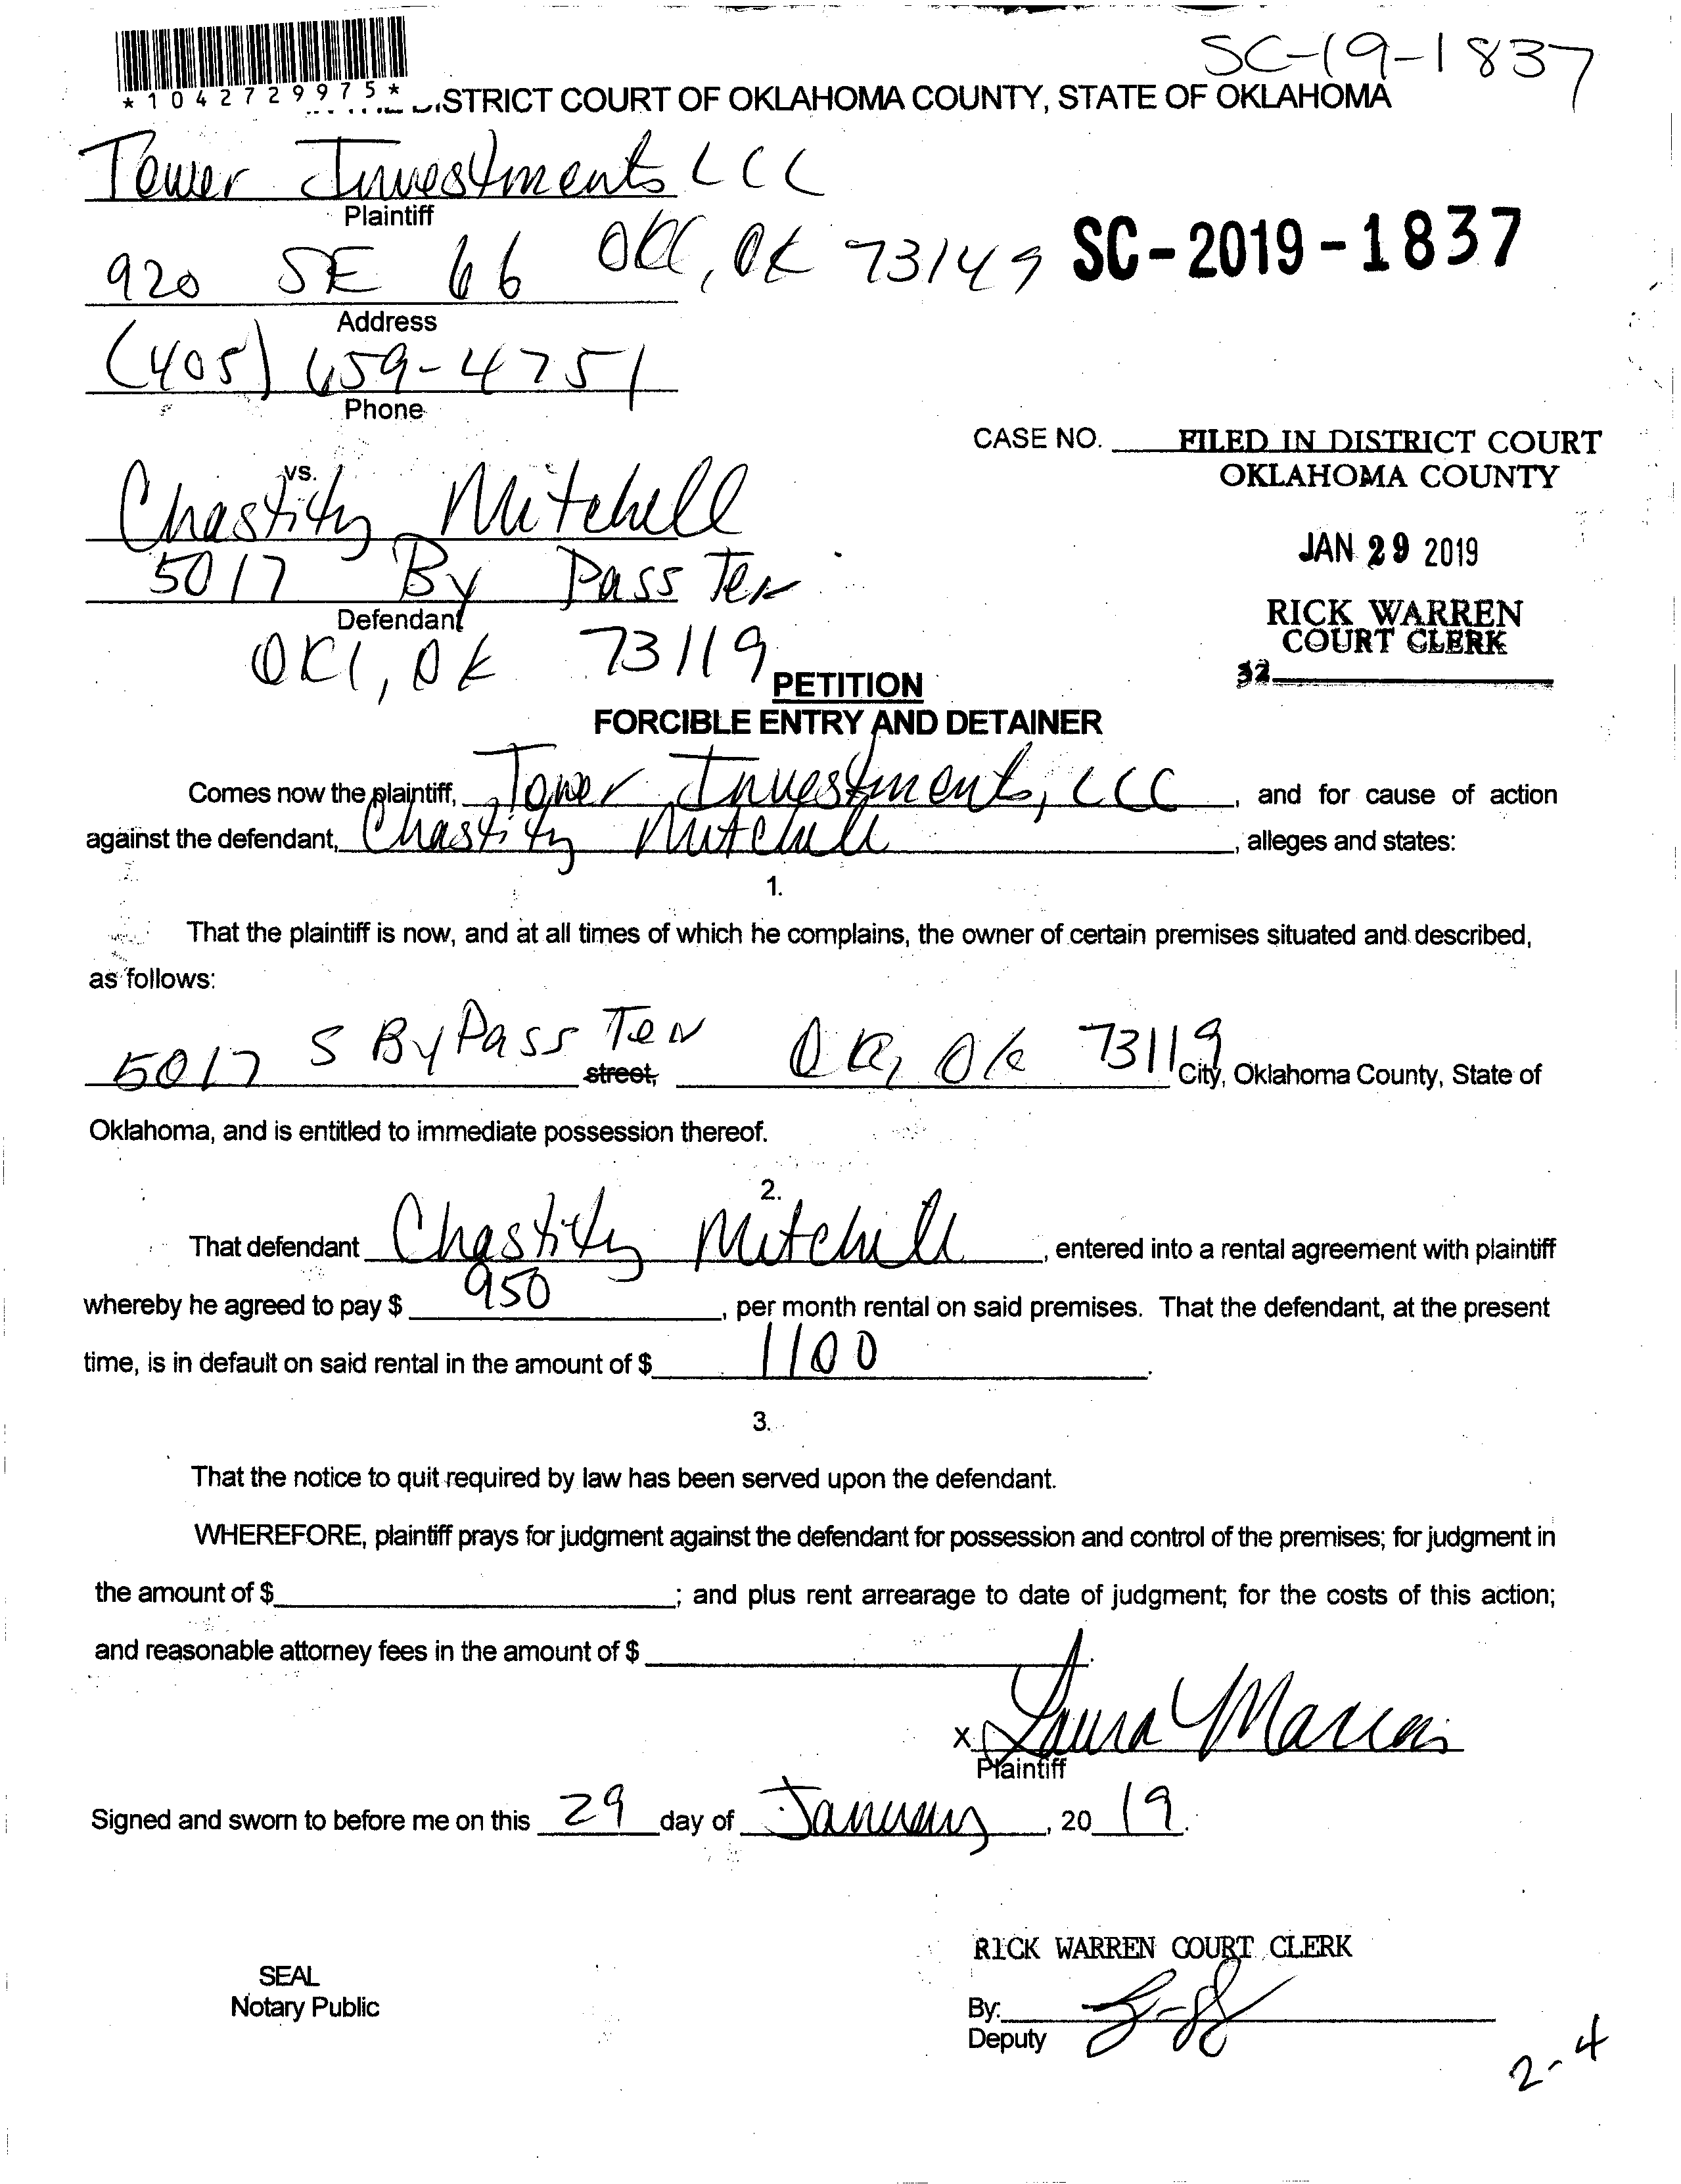 SC-19-1837
*1042729975*
STRICT COURT OF OKLAHOMA COUNTY, STATE OF OKLAHOMA
Tower Investments LLC
Plaintiff
920 SE 66 OKC, OK 73149
SC-2019-1837
Address
(405) 659-4751
Phone
CASE NO.
FILED IN DISTRICT COURT
OKLAHOMA COUNTY
vs.
Chastity Mitchell
JAN 29 2019
5017 By Pass Ter
Defendant
RICK WARREN
COURT CLERK
OKC, OK 73119
32
PETITION
FORCIBLE ENTRY AND DETAINER
Comes now the plaintiff, Tower Investments, LLC, and for cause of action
against the defendant, Chastity Mitchell, alleges and states:
1.
That the plaintiff is now, and at all times of which he complains, the owner of certain premises situated and described,
as follows:
5017 S By Pass Ter street, OKC, OK 73119 City, Oklahoma County, State of
Oklahoma, and is entitled to immediate possession thereof.
2.
That defendant Chastity Mitchell, entered into a rental agreement with plaintiff
whereby he agreed to pay $ 950, per month rental on said premises. That the defendant, at the present
time, is in default on said rental in the amount of $ 1100.
3.
That the notice to quit required by law has been served upon the defendant.
WHEREFORE, plaintiff prays for judgment against the defendant for possession and control of the premises; for judgment in
the amount of $ ; and plus rent arrearage to date of judgment; for the costs of this action;
and reasonable attorney fees in the amount of $ .
x Laura
Plaintiff
Signed and sworn to before me on this 29 day of January, 2019.
RICK WARREN COURT CLERK
SEAL
Notary Public
By:
Deputy
2-4